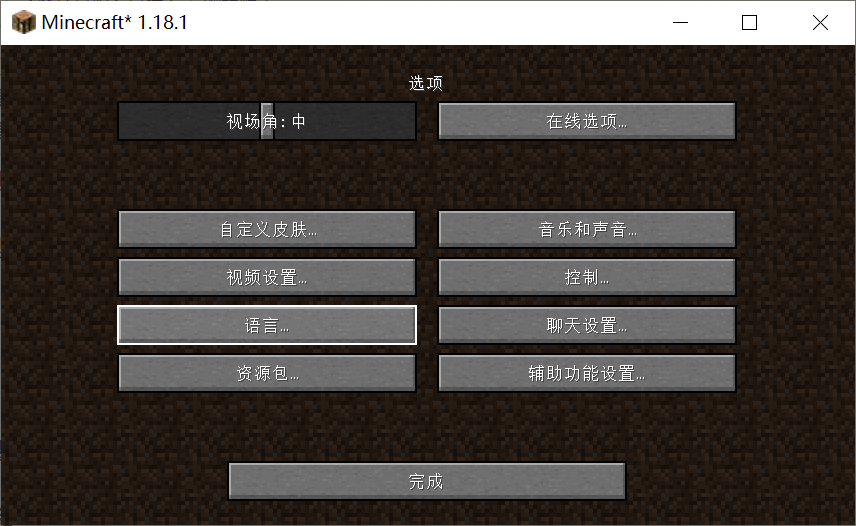 Minecraft* 1.18.1
选项
视场角: 中
在线选项…
自定义皮肤…
音乐和声音…
视频设置…
控制…
语言…
聊天设置…
资源包…
辅助功能设置…
完成